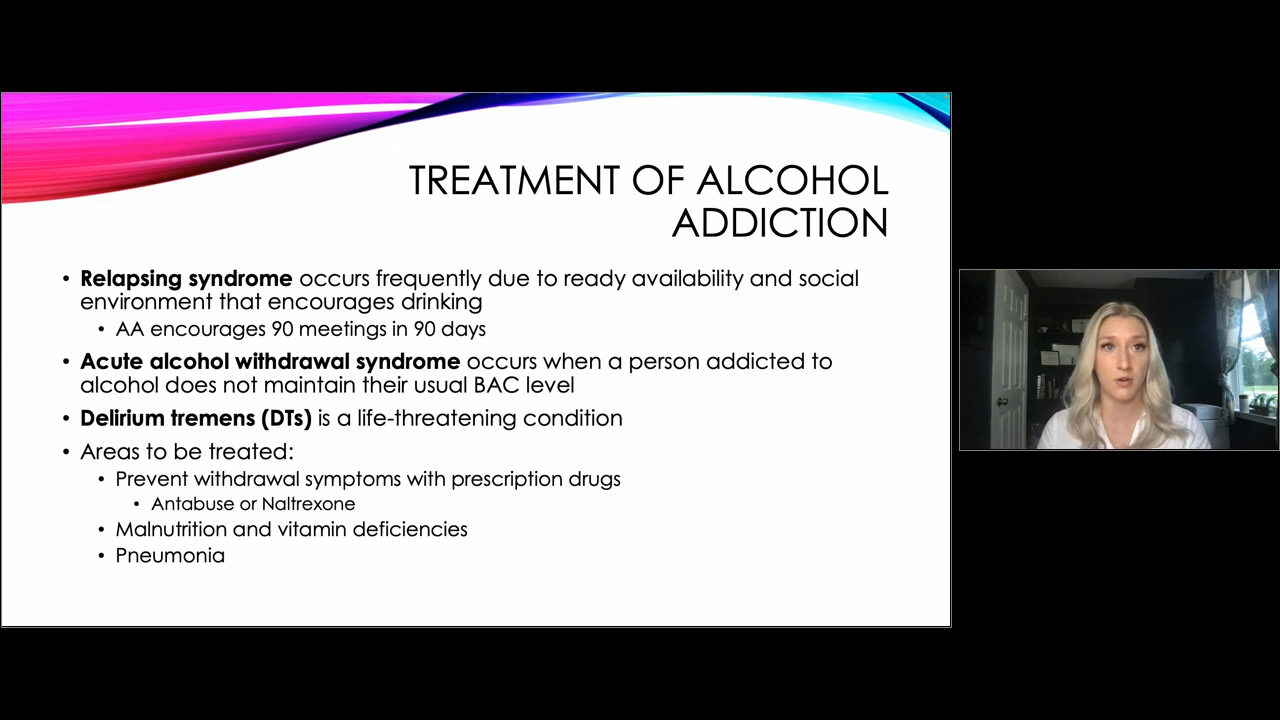 TREATMENT OF ALCOHOL
ADDICTION
• Relapsing syndrome occurs frequently due to ready availability and social
environment that encourages drinking
• AA encourages 90 meetings in 90 days
• Acute alcohol withdrawal syndrome occurs when a person addicted to
alcohol does not maintain their usual BAC level
• Delirium tremens (DTs) is a life-threatening condition
• Areas to be treated:
• Prevent withdrawal symptoms with prescription drugs
• Antabuse or Naltrexone
• Malnutrition and vitamin deficiencies
• Pneumonia